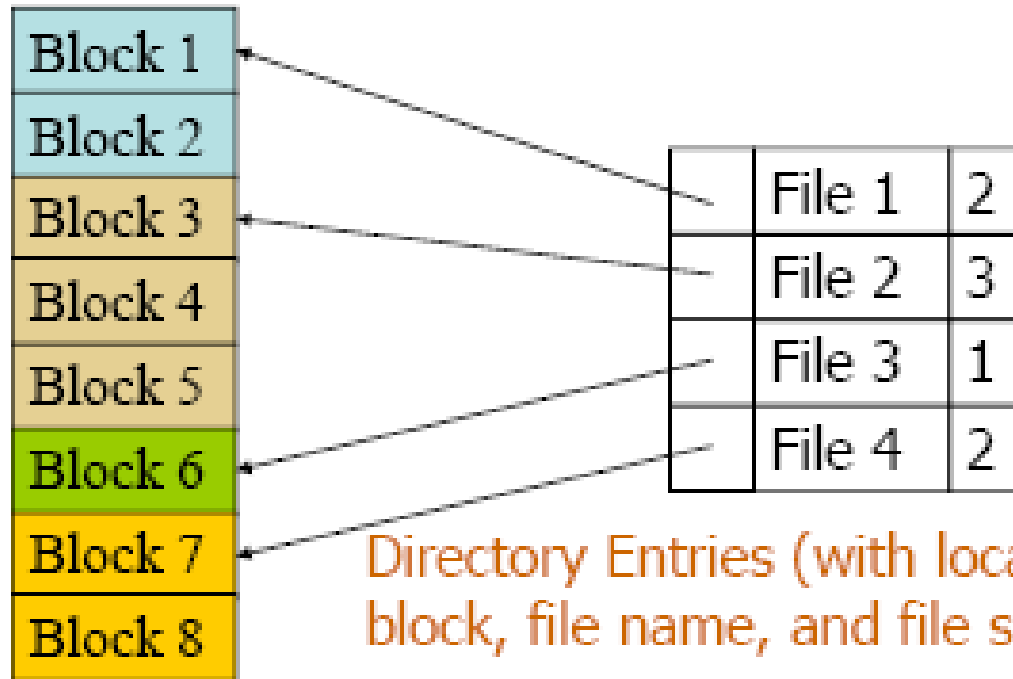 Block 1
Block 2
Block 3
Block 4
Block 5
Block 6
Block 7
Block 8
File 1 2
File 2 3
File 3 1
File 4 2
Directory Entries (with
block, file name, and file